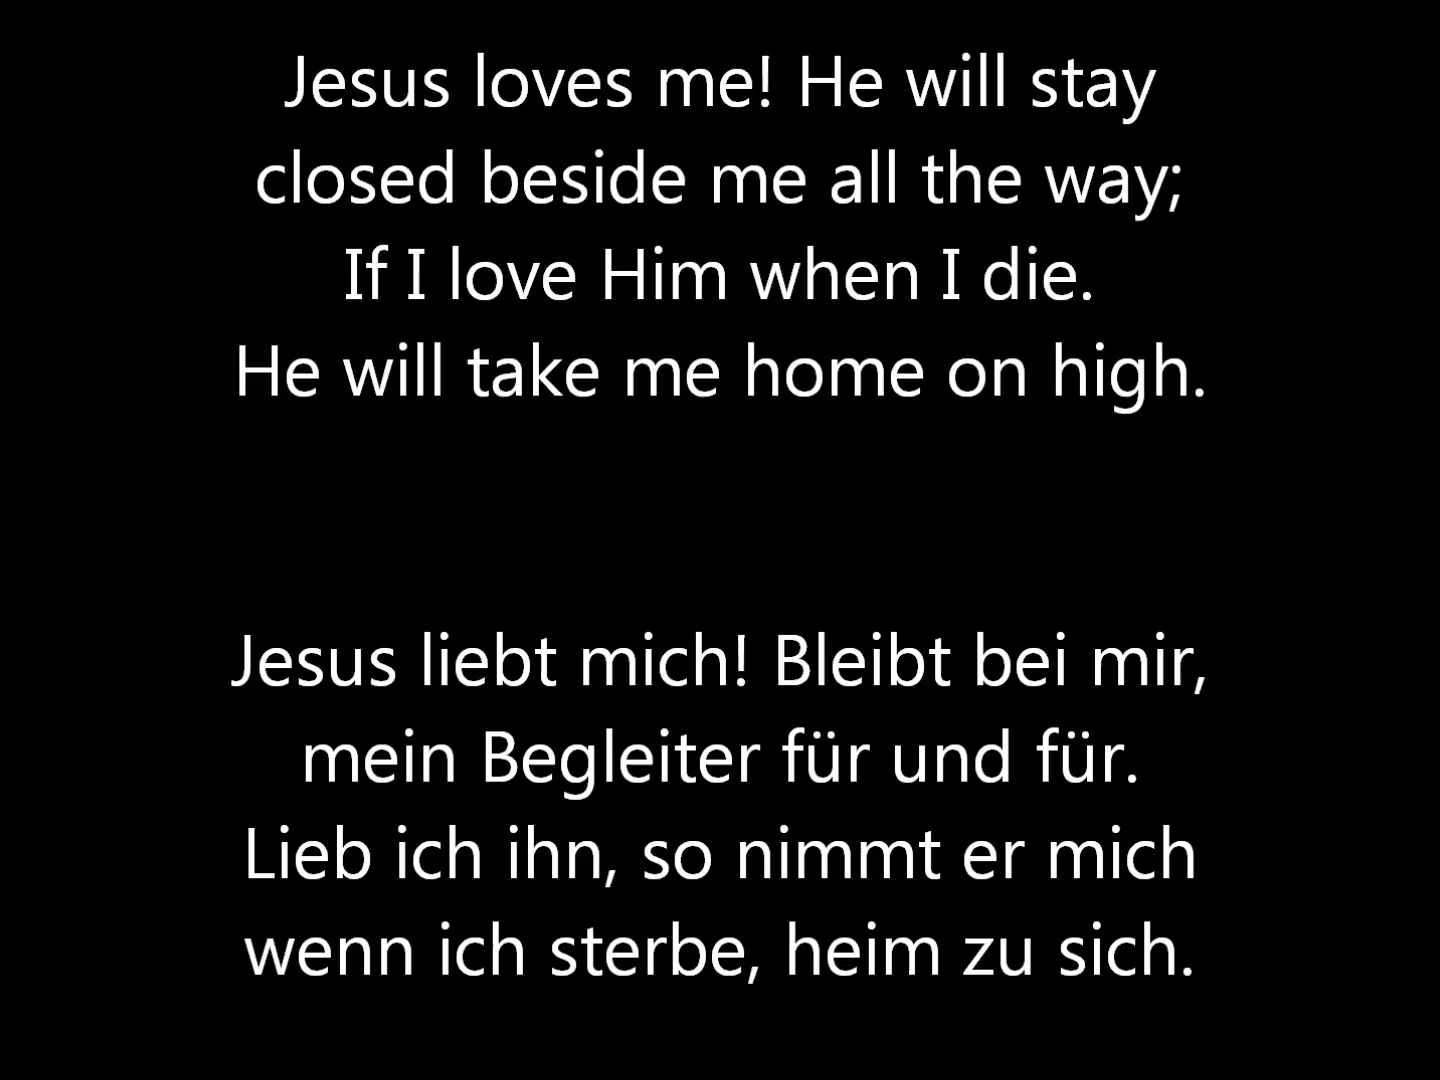 Jesus loves me! He will stay
closed beside me all the way;
If I love Him when I die.
He will take me home on high.
Jesus liebt mich! Bleibt bei mir,
mein Begleiter für und für.
Lieb ich ihn, so nimmt er mich
wenn ich sterbe, heim zu sich.